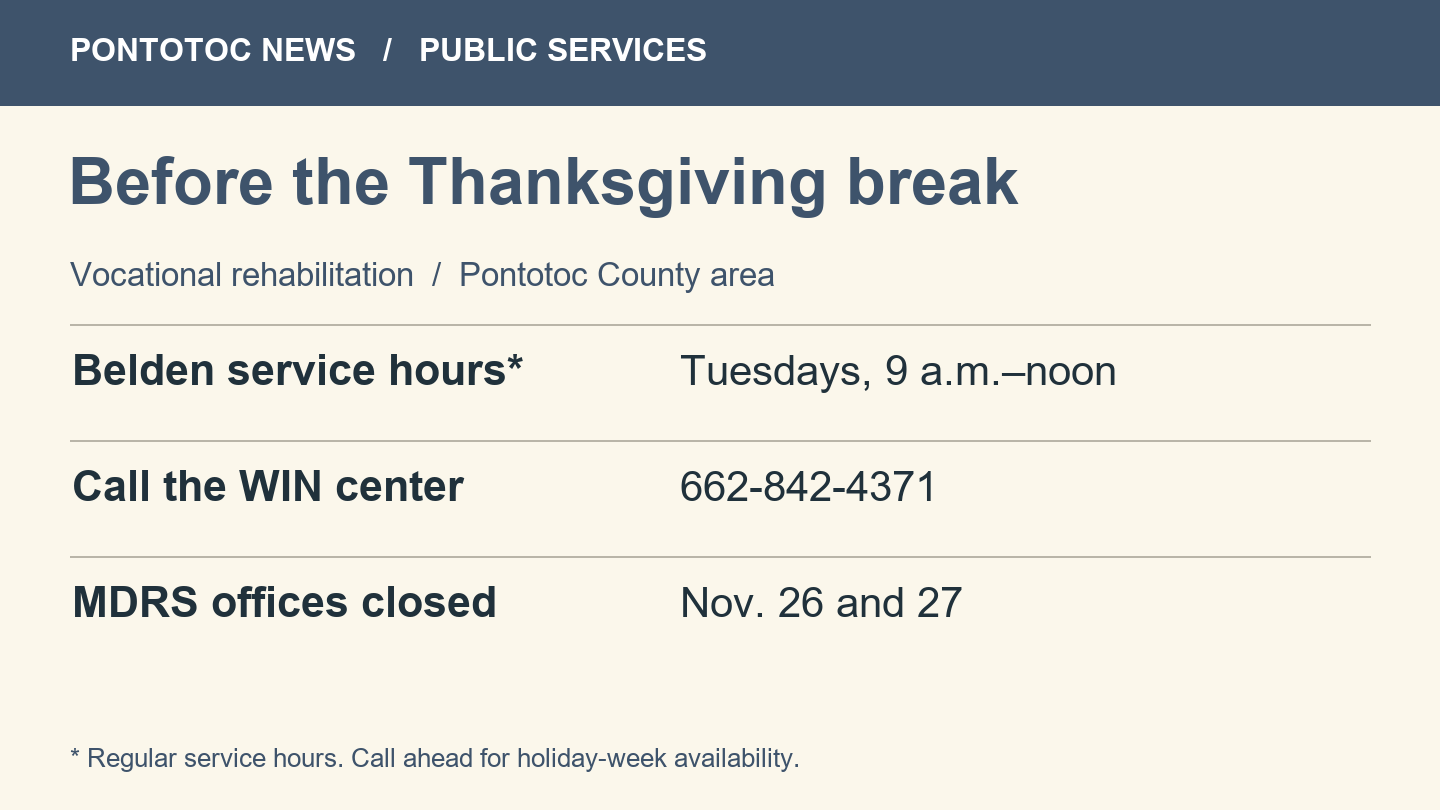 PONTOTOC NEWS / PUBLIC SERVICES
Before the Thanksgiving break
Vocational rehabilitation / Pontotoc County area
Belden service hours* Tuesdays, 9 a.m.–noon
Call the WIN center 662-842-4371
MDRS offices closed Nov. 26 and 27
* Regular service hours. Call ahead for holiday-week availability.